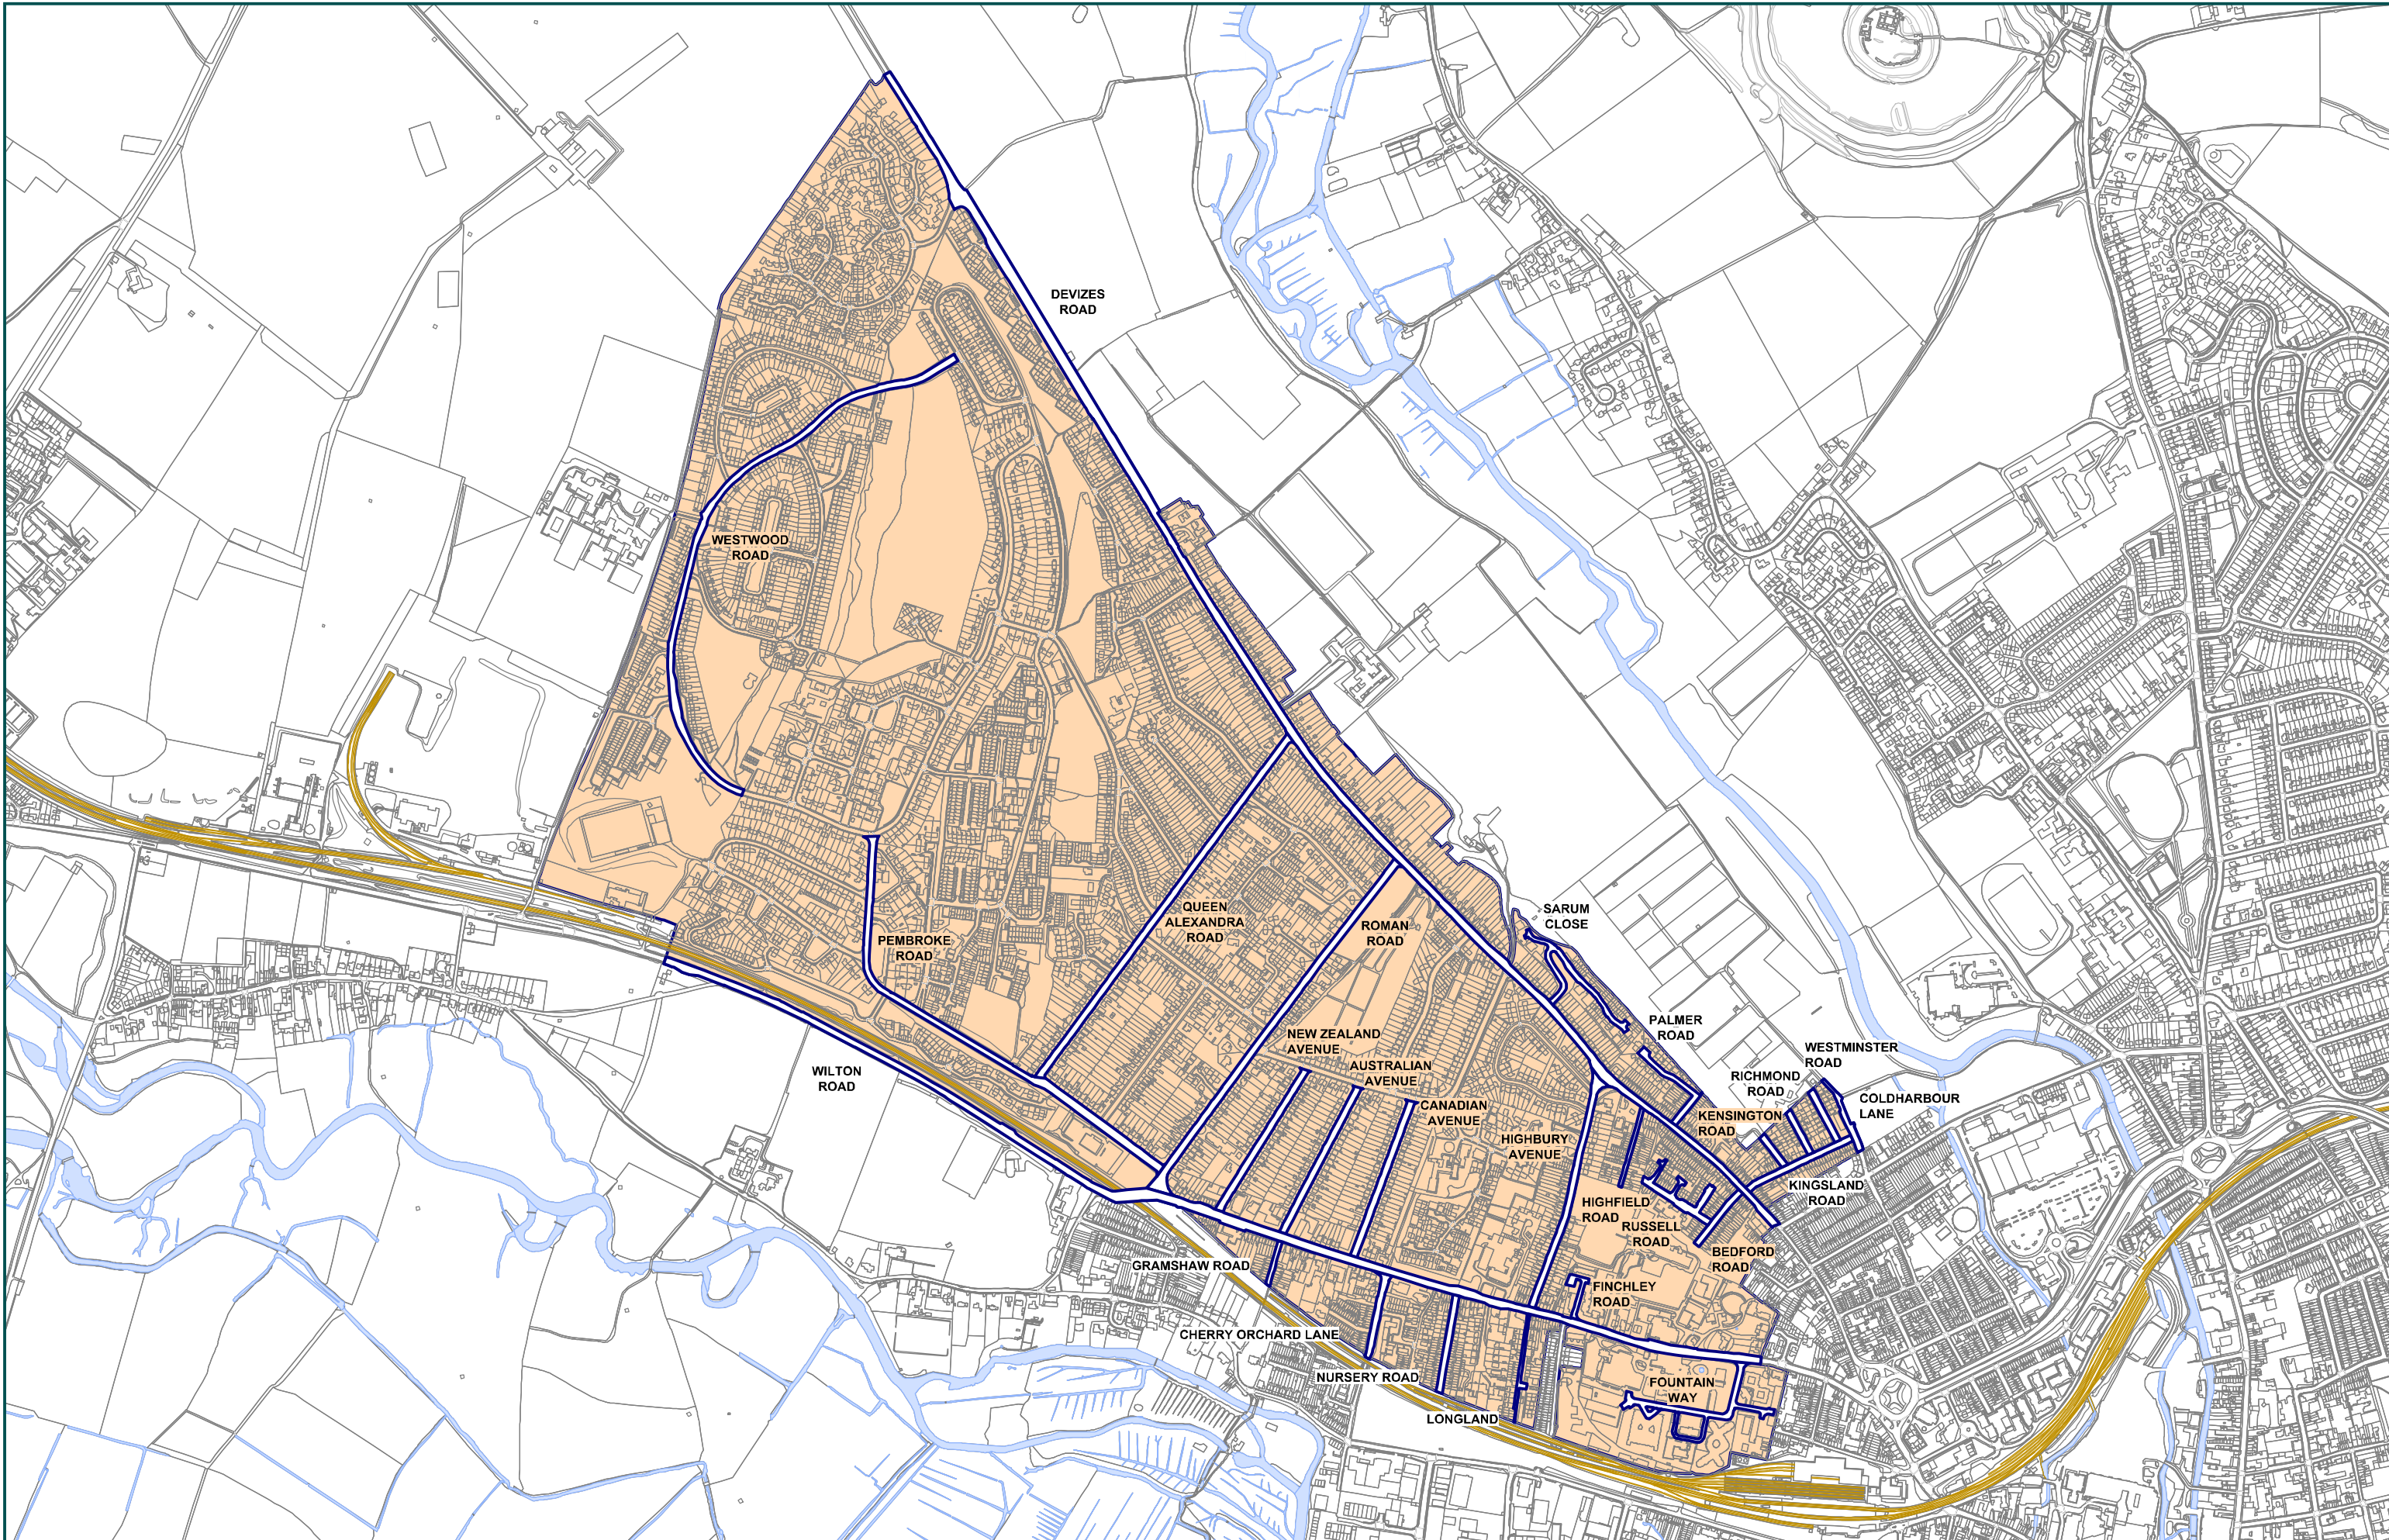 DEVIZES
ROAD
WESTWOOD
ROAD
QUEEN
ALEXANDRA
ROAD
ROMAN
ROAD
SARUM
CLOSE
PEMBROKE
ROAD
PALMER
ROAD
NEW ZEALAND
AVENUE
WESTMINSTER
ROAD
AUSTRALIAN
AVENUE
WILTON
ROAD
RICHMOND
ROAD
COLDHARBOUR
LANE
CANADIAN
AVENUE
KENSINGTON
ROAD
HIGHBURY
AVENUE
KINGSLAND
ROAD
HIGHFIELD
ROAD
RUSSELL
ROAD
BEDFORD
ROAD
GRAMSHAW ROAD
FINCHLEY
ROAD
CHERRY ORCHARD LANE
NURSERY ROAD
FOUNTAIN
WAY
LONGLAND